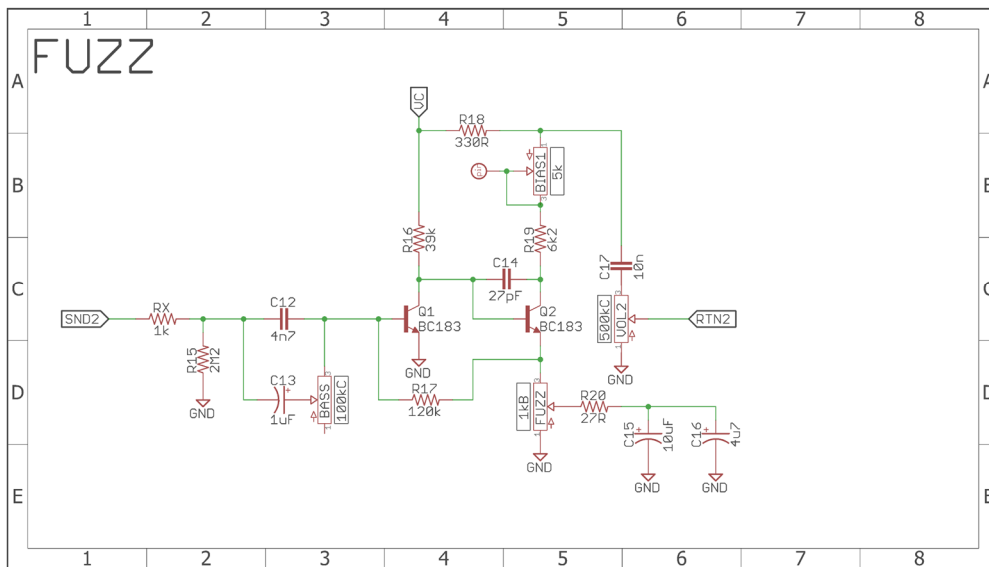 1 2 3 4 5 6 7 8
FUZZ
A A
VC
R18
330R
BIAS1
5k
pin
B B
R16
39k
R19
6k2
C14
27pF
C17
10n
C C
SND2
RX
1k
C12
4n7
Q1
BC183
Q2
BC183
500kC
VOL2
RTN2
R15
2M2
GND
GND
GND
C13
1uF
BASS
100kC
R17
120k
1kB
FUZZ
R20
27R
D D
GND
C15
10uF
C16
4u7
GND
GND
E E
1 2 3 4 5 6 7 8